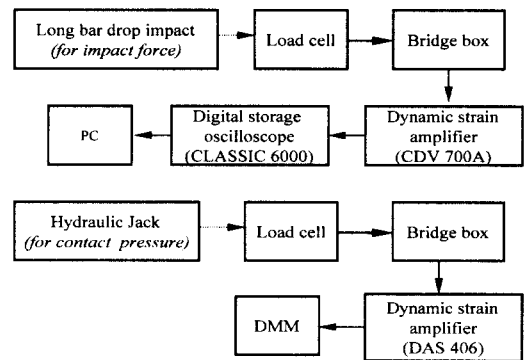 Long bar drop impact
(for impact force)
Load cell
Bridge box
PC
Digital storage
oscilloscope
(CLASSIC 6000)
Dynamic strain
amplifier
(CDV 700A)
Hydraulic Jack
(for contact pressure)
Load cell
Bridge box
DMM
Dynamic strain
amplifier
(DAS 406)